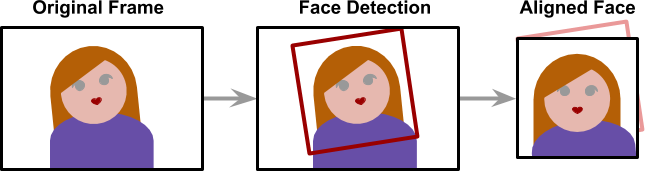 Original Frame
Face Detection
Aligned Face